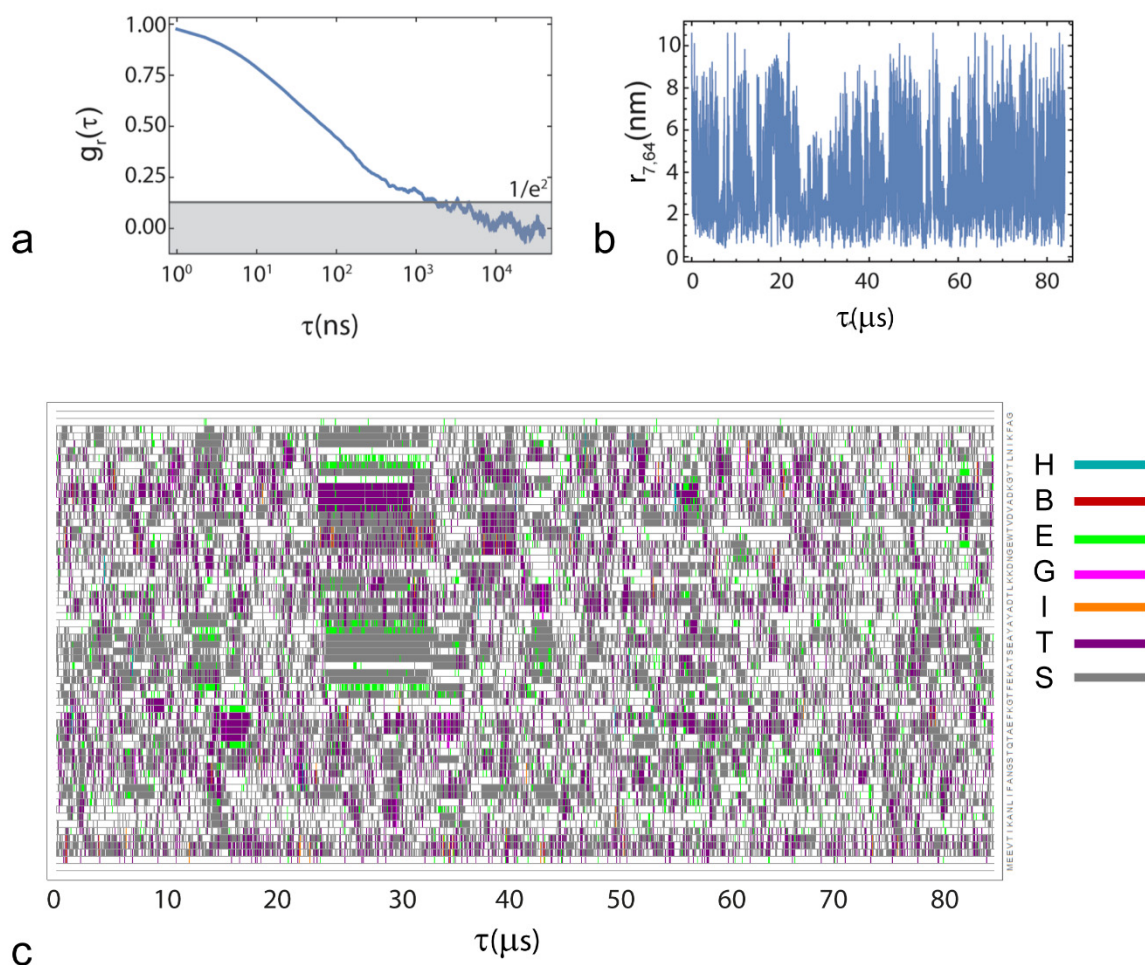 1.00
0.75
0.50
0.25
0.00
g_r(τ)
1/e²
10⁰ 10¹ 10² 10³ 10⁴
τ(ns)
a
10
8
6
4
2
0
r_7,64(nm)
0 20 40 60 80
τ(μs)
b
MEEVTIKANLIFANGSTQTAEFKGTFEKATSEAYAYADTLKKDNGEWTVDVADKGYTLNIKFAG
H
B
E
G
I
T
S
0 10 20 30 40 50 60 70 80
τ(μs)
c